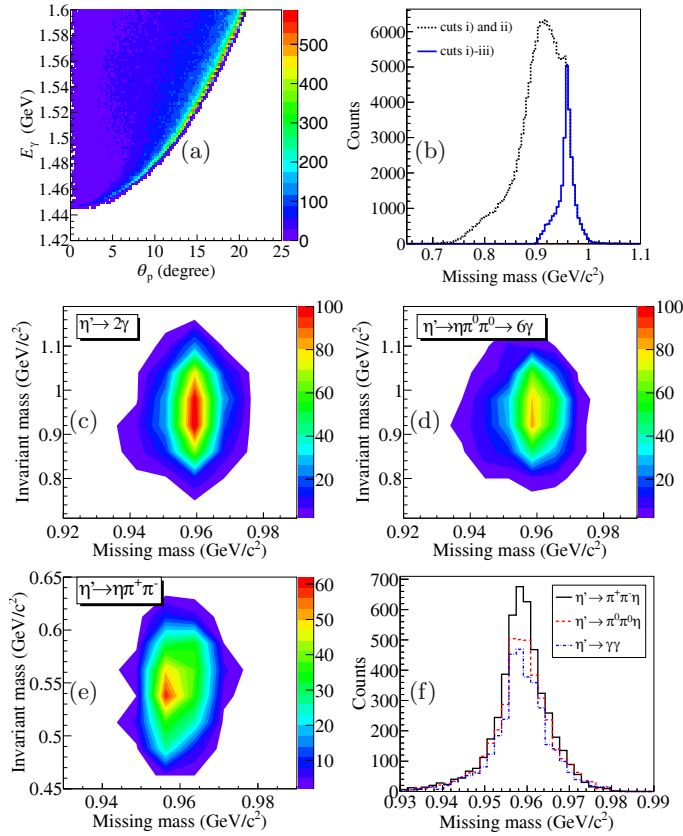 1.6
1.58
1.56
1.54
1.52
1.5
1.48
1.46
1.44
1.42
E_γ (GeV)
(a)
0 5 10 15 20 25
θ_p (degree)
500
400
300
200
100
0
cuts i) and ii)
cuts i)-iii)
6000
5000
4000
3000
2000
1000
0
Counts
(b)
0.7 0.8 0.9 1 1.1
Missing mass (GeV/c²)
η’→ 2γ
1.1
1
0.9
0.8
Invariant mass (GeV/c²)
(c)
0.92 0.94 0.96 0.98
Missing mass (GeV/c²)
100
80
60
40
20
η’→ηπ⁰π⁰→ 6γ
1.1
1
0.9
0.8
Invariant mass (GeV/c²)
(d)
0.92 0.94 0.96 0.98
Missing mass (GeV/c²)
100
80
60
40
20
η’→ηπ⁺π⁻
0.65
0.6
0.55
0.5
0.45
Invariant mass (GeV/c²)
(e)
0.94 0.96 0.98
Missing mass (GeV/c²)
60
50
40
30
20
10
η’→ π⁺π⁻η
η’→ π⁰π⁰η
η’→ γγ
700
600
500
400
300
200
100
0
Counts
(f)
0.93 0.94 0.95 0.96 0.97 0.98 0.99
Missing mass (GeV/c²)